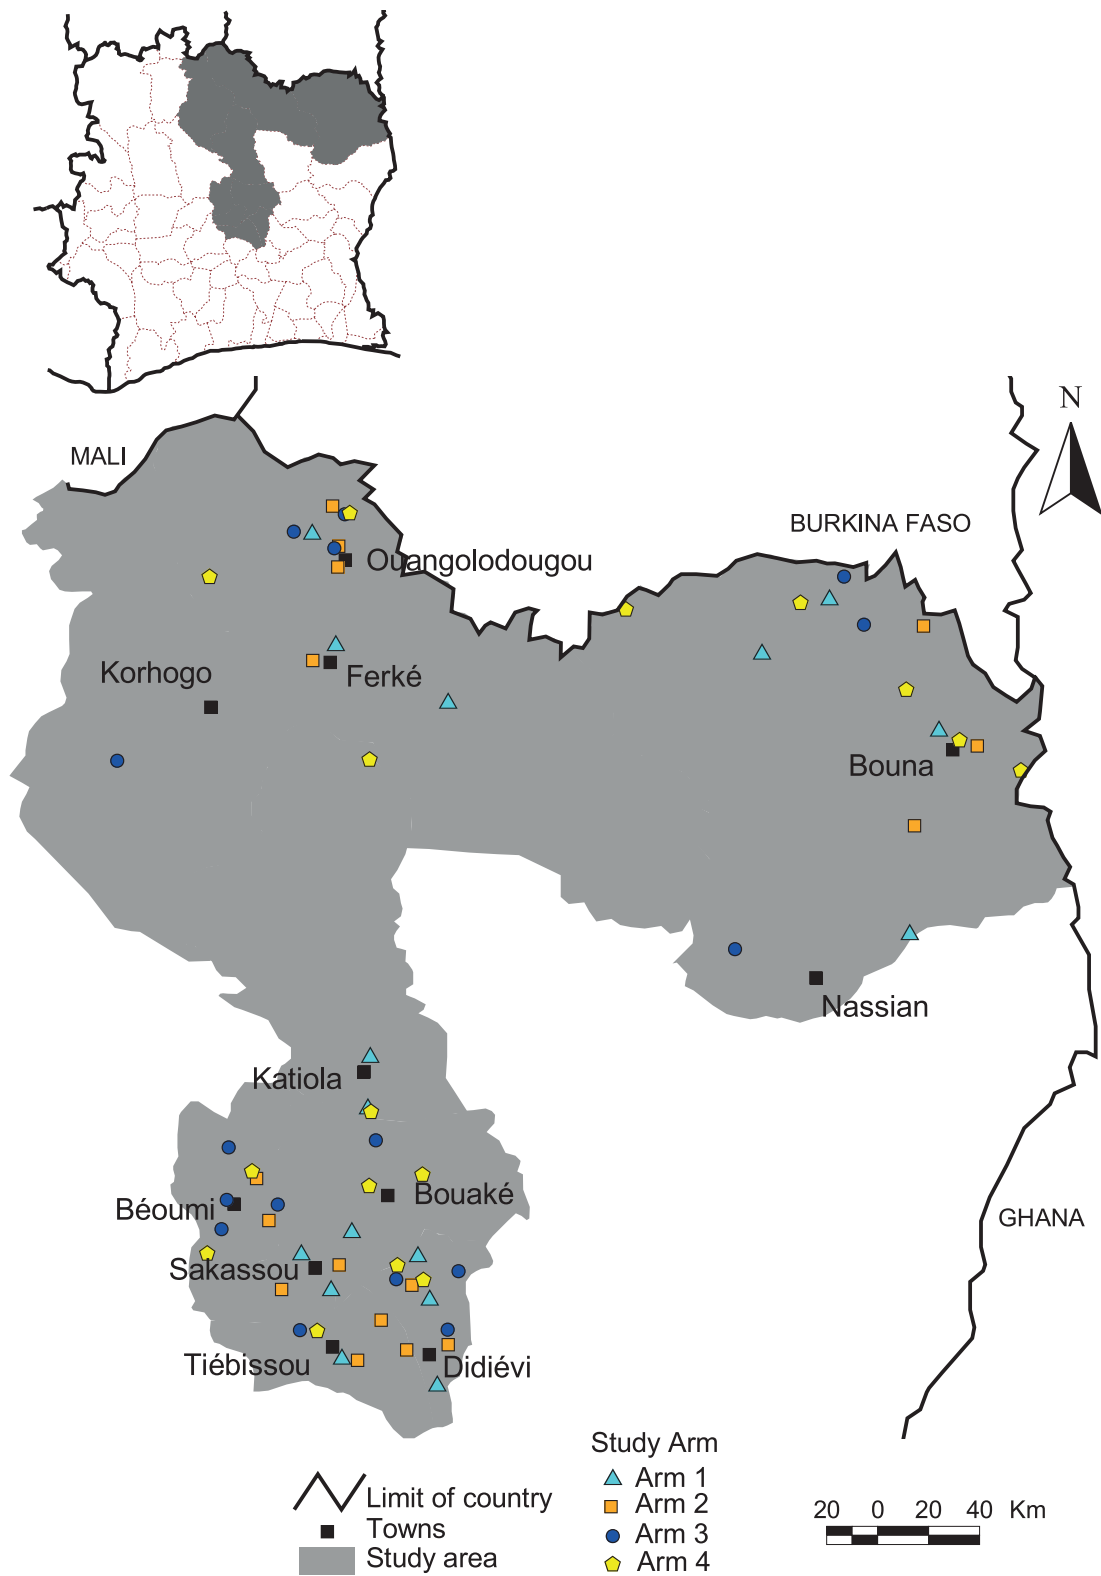 N
MALI
BURKINA FASO
Ouangolodougou
Korhogo
Ferké
Bouna
Nassian
Katiola
Béoumi
Bouaké
GHANA
Sakassou
Tiébissou
Didiévi
Study Arm
Arm 1
Arm 2
Arm 3
Arm 4
Limit of country
Towns
Study area
20 0 20 40 Km